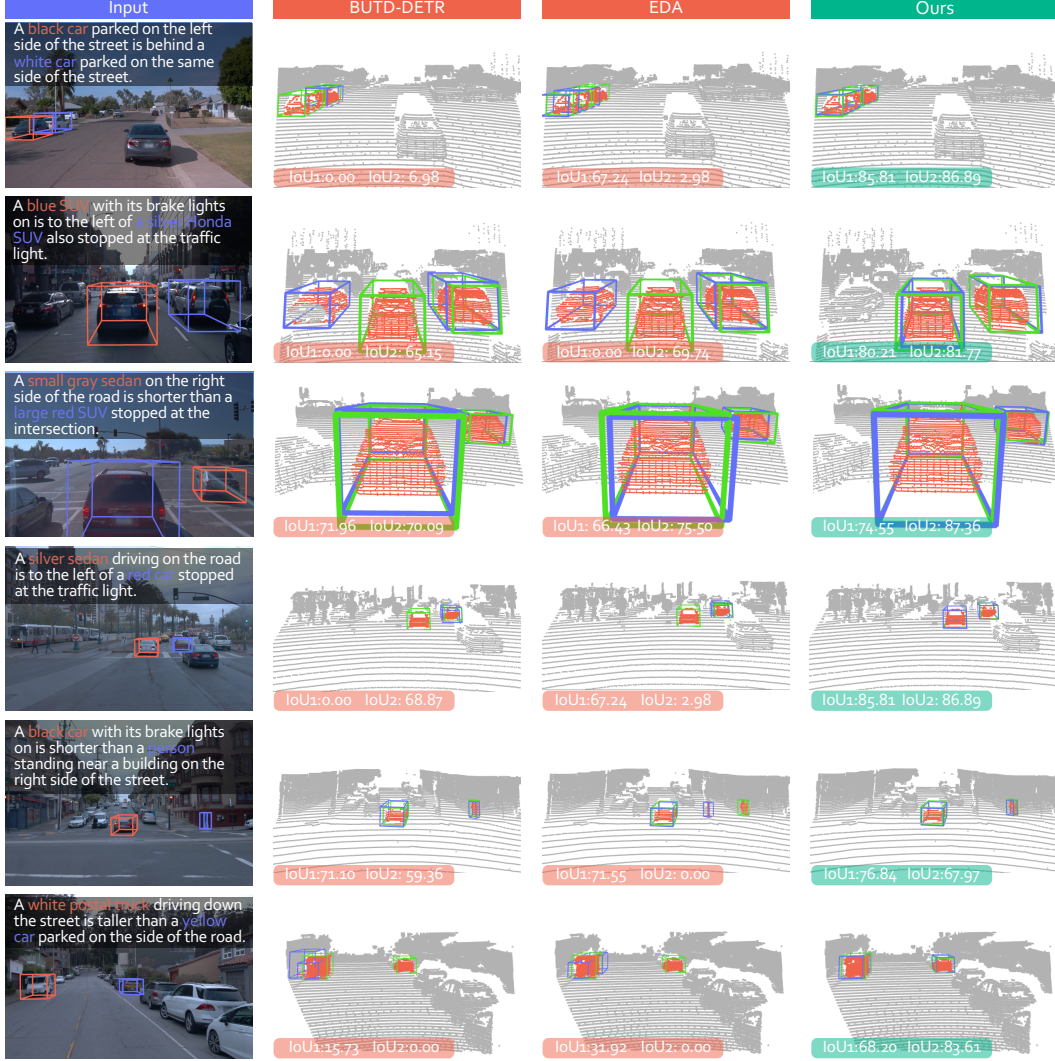 Input
BUTD-DETR
EDA
Ours
A black car parked on the left
side of the street is behind a
white car parked on the same
side of the street.
IoU1:0.00 IoU2: 6.98
IoU1:67.24 IoU2: 2.98
IoU1:85.81 IoU2:86.89
A blue SUV with its brake lights
on is to the left of a silver Honda
SUV also stopped at the traffic
light.
IoU1:0.00 IoU2: 65.15
IoU1:0.00 IoU2: 69.74
IoU1:80.21 IoU2:81.77
A small gray sedan on the right
side of the road is shorter than a
large red SUV stopped at the
intersection.
IoU1:71.96 IoU2:70.09
IoU1: 66.43 IoU2: 75.50
IoU1:74.55 IoU2: 87.36
A silver sedan driving on the road
is to the left of a red car stopped
at the traffic light.
IoU1:0.00 IoU2: 68.87
IoU1:67.24 IoU2: 2.98
IoU1:85.81 IoU2: 86.89
A black car with its brake lights
on is shorter than a person
standing near a building on the
right side of the street.
IoU1:71.10 IoU2: 59.36
IoU1:71.55 IoU2: 0.00
IoU1:76.84 IoU2:67.97
A white postal truck driving down
the street is taller than a yellow
car parked on the side of the road.
IoU1:15.73 IoU2:0.00
IoU1:31.92 IoU2: 0.00
IoU1:68.20 IoU2:83.61